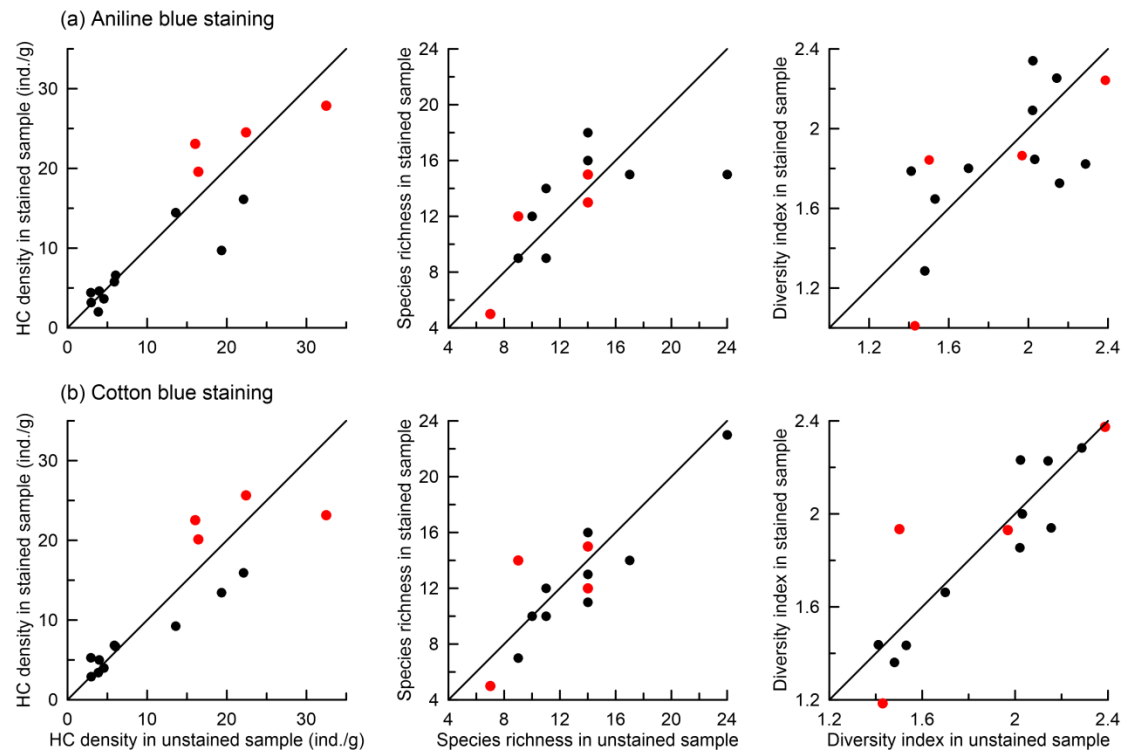 (a) Aniline blue staining
HC density in stained sample (ind./g)
30
20
10
0
0 10 20 30
Species richness in stained sample
24
20
16
12
8
4
4 8 12 16 20 24
Diversity index in stained sample
2.4
2
1.6
1.2
1.2 1.6 2 2.4
(b) Cotton blue staining
HC density in stained sample (ind./g)
30
20
10
0
0 10 20 30
HC density in unstained sample (ind./g)
Species richness in stained sample
24
20
16
12
8
4
4 8 12 16 20 24
Species richness in unstained sample
Diversity index in stained sample
2.4
2
1.6
1.2
1.2 1.6 2 2.4
Diversity index in unstained sample